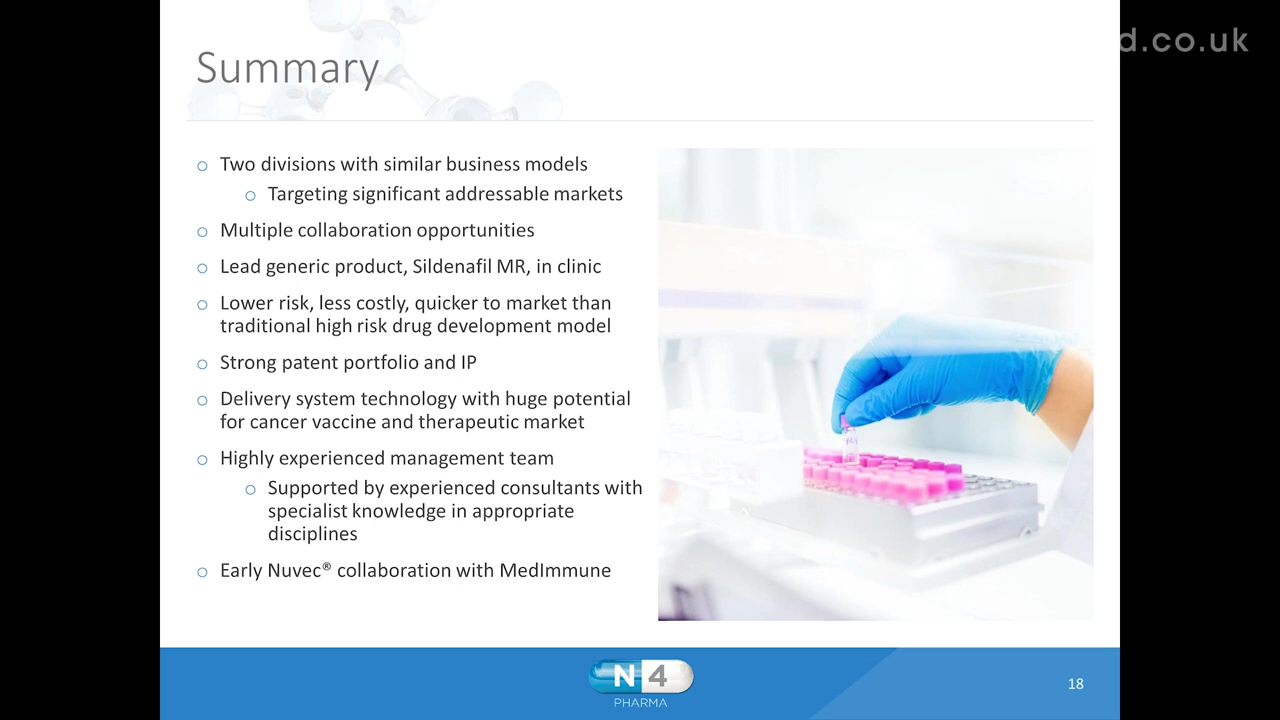 d.co.uk
Summary
Two divisions with similar business models
Targeting significant addressable markets
Multiple collaboration opportunities
Lead generic product, Sildenafil MR, in clinic
Lower risk, less costly, quicker to market than
traditional high risk drug development model
Strong patent portfolio and IP
Delivery system technology with huge potential
for cancer vaccine and therapeutic market
Highly experienced management team
Supported by experienced consultants with
specialist knowledge in appropriate
disciplines
Early Nuvec® collaboration with MedImmune
N4
PHARMA
18